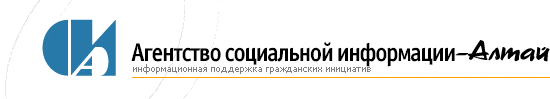 Агентство социальной информации–Алтай
информационная поддержка гражданских инициатив